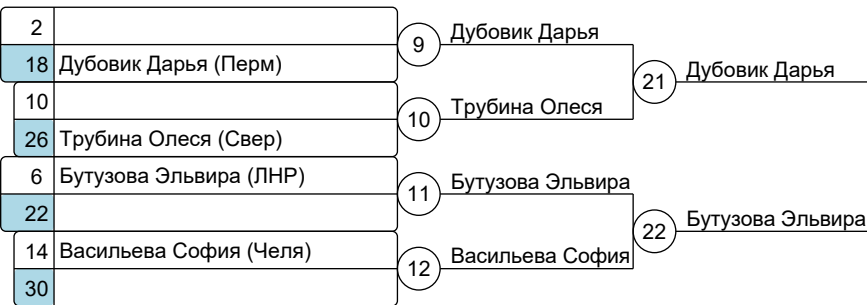 2
18 Дубовик Дарья (Перм)
9 Дубовик Дарья
10
26 Трубина Олеся (Свер)
10 Трубина Олеся
21 Дубовик Дарья
6 Бутузова Эльвира (ЛНР)
22
11 Бутузова Эльвира
14 Васильева София (Челя)
30
12 Васильева София
22 Бутузова Эльвира